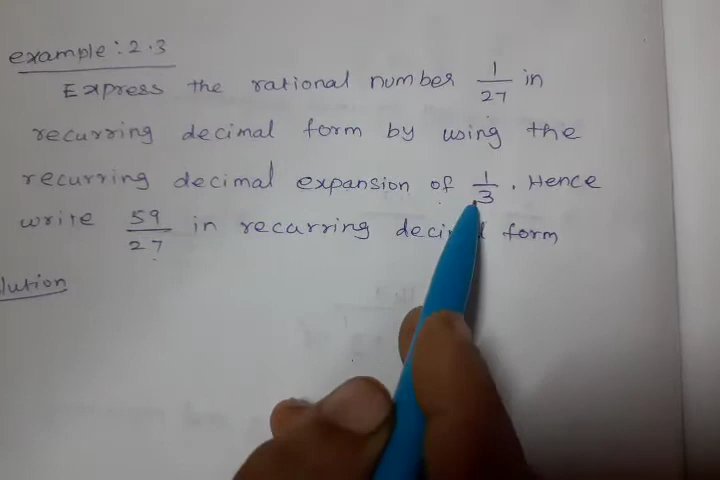 example: 2.3
Express the rational number 1/27 in
recurring decimal form by using the
recurring decimal expansion of 1/3. Hence
write 59/27 in recurring form
lution